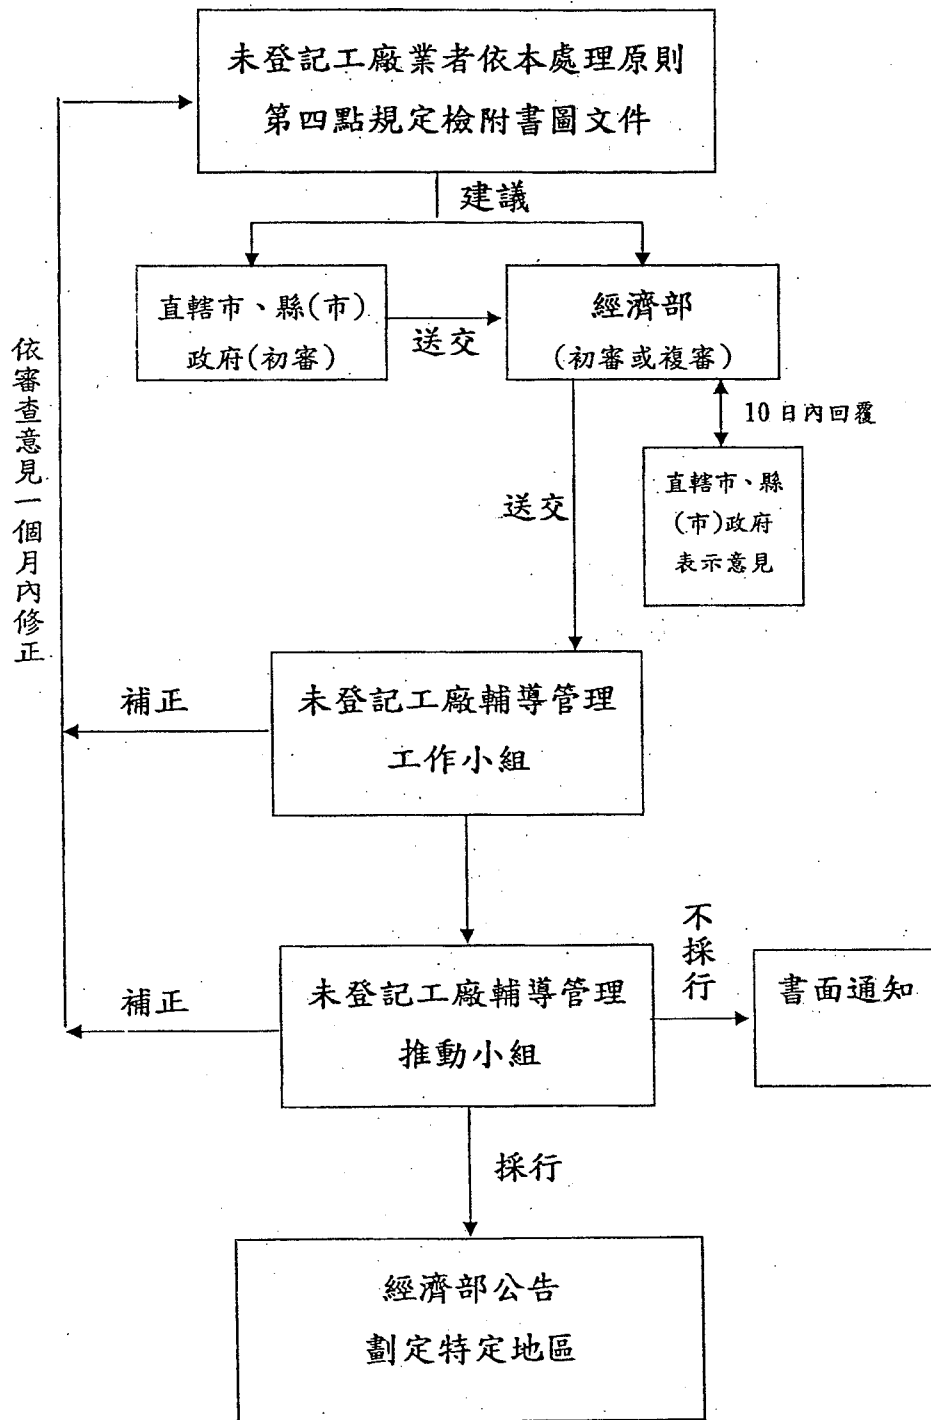 未登記工廠業者依本處理原則
第四點規定檢附書圖文件
建議
直轄市、縣(市)
政府(初審)
送交
經濟部
(初審或複審)
10日內回覆
直轄市、縣
(市)政府
表示意見
送交
依審查意見一個月內修正
補正
未登記工廠輔導管理
工作小組
補正
未登記工廠輔導管理
推動小組
不採行
書面通知
採行
經濟部公告
劃定特定地區